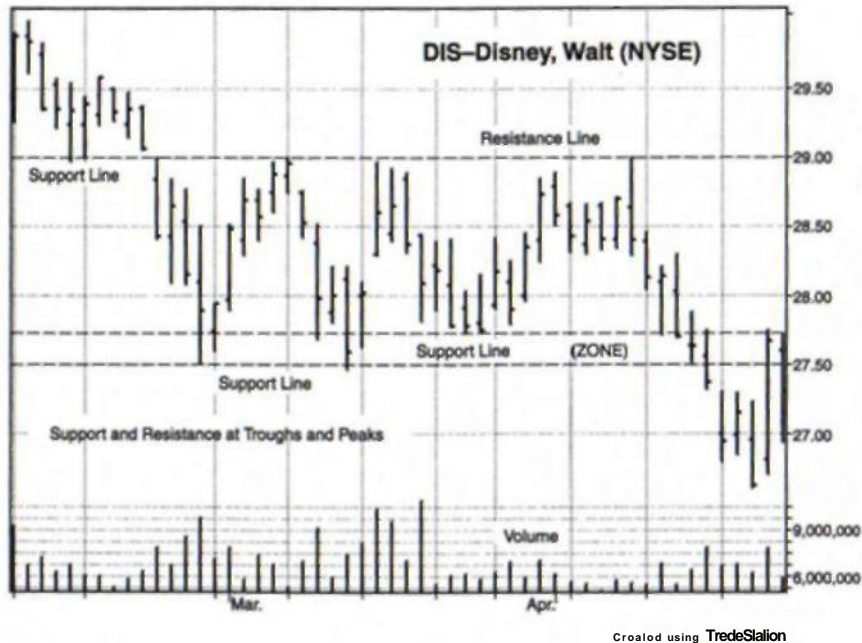 DIS–Disney, Walt (NYSE)
29.50
Resistance Line
29.00
Support Line
28.50
28.00
Support Line
(ZONE)
27.50
Support Line
Support and Resistance at Troughs and Peaks
27.00
Volume
9,000,000
6,000,000
Mar.
Apr.
Croalod using TredeSlalion